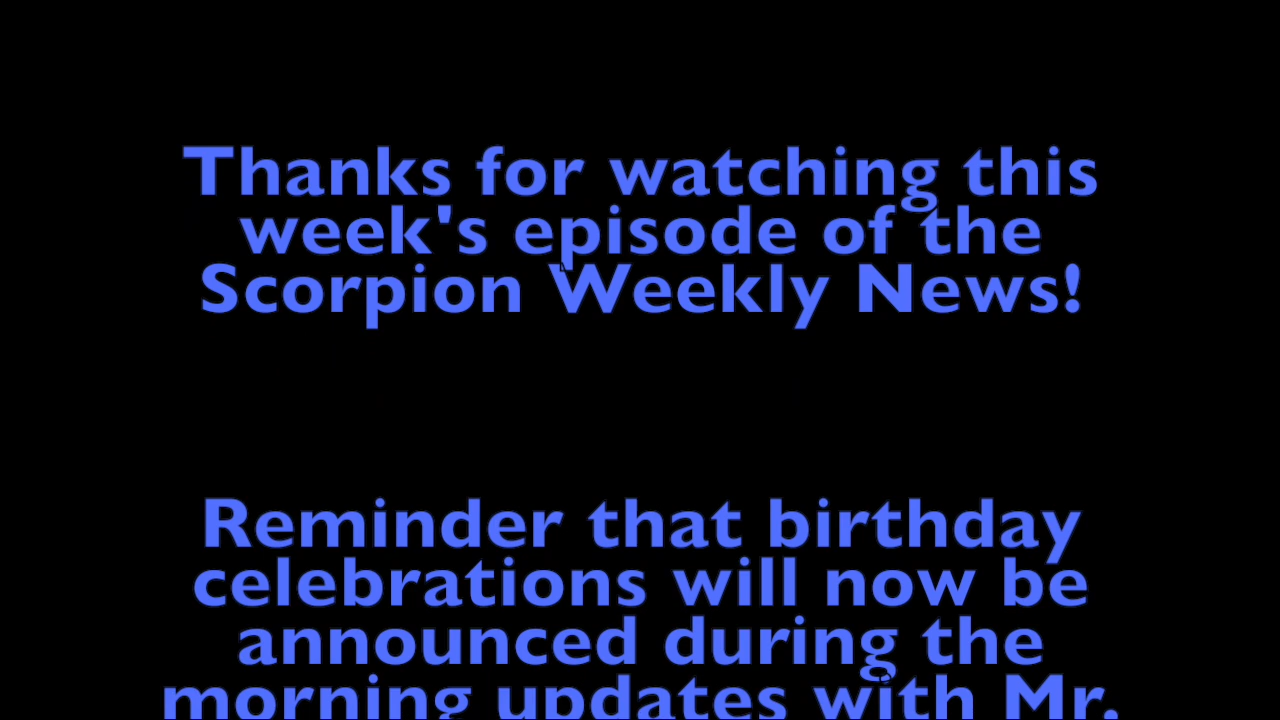 Thanks for watching this
week's episode of the
Scorpion Weekly News!
Reminder that birthday
celebrations will now be
announced during the
morning updates with Mr.